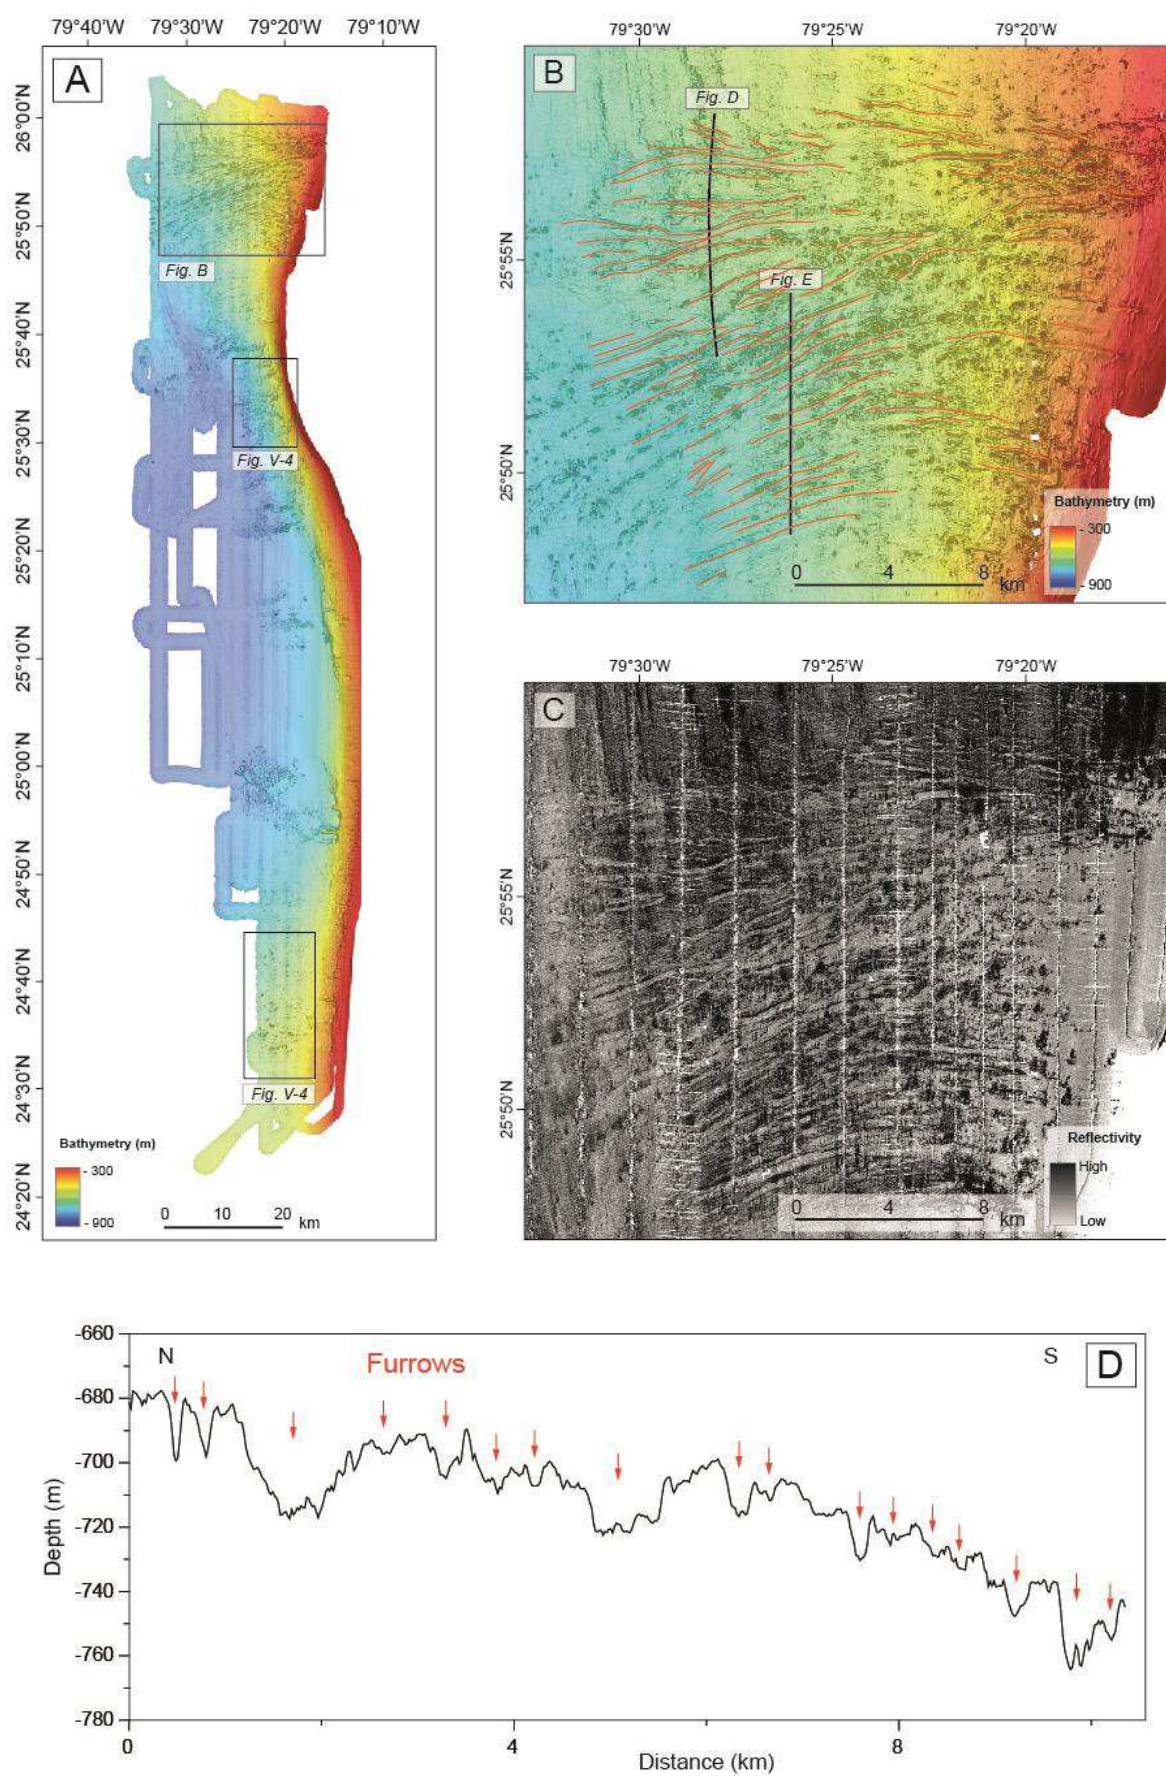 79°40'W 79°30'W 79°20'W 79°10'W
A
26°00'N
25°50'N
25°40'N
25°30'N
25°20'N
25°10'N
25°00'N
24°50'N
24°40'N
24°30'N
24°20'N
Fig. B
Fig. V-4
Fig. V-4
Bathymetry (m)
- 300
- 900
0 10 20 km
79°30'W 79°25'W 79°20'W
B
Fig. D
Fig. E
25°55'N
25°50'N
Bathymetry (m)
- 300
- 900
0 4 8 km
79°30'W 79°25'W 79°20'W
C
25°55'N
25°50'N
Reflectivity
High
Low
0 4 8 km
N Furrows S D
Depth (m)
-660
-680
-700
-720
-740
-760
-780
0 4 8
Distance (km)